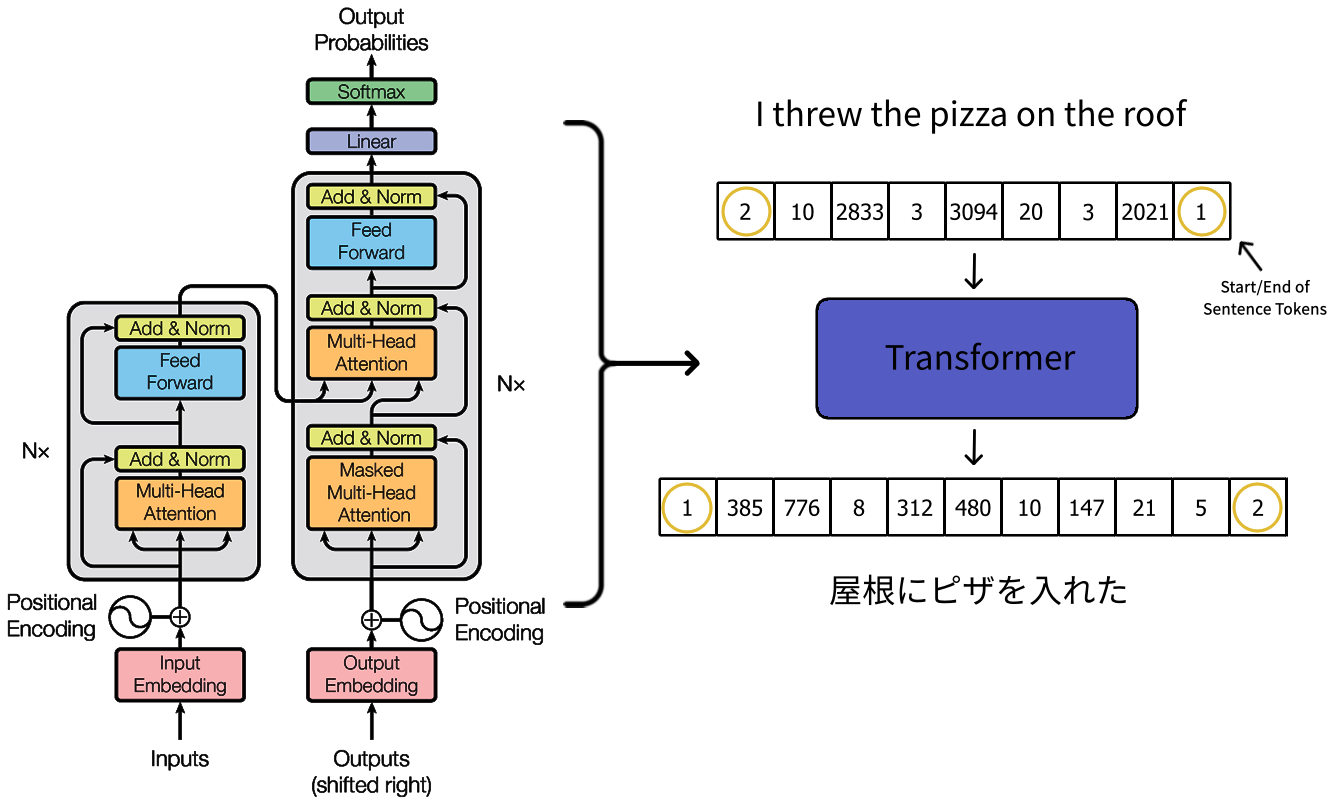 Output
Probabilities
Softmax
Linear
Add & Norm
Feed
Forward
Add & Norm
Multi-Head
Attention
Add & Norm
Masked
Multi-Head
Attention
Nx
Add & Norm
Feed
Forward
Add & Norm
Multi-Head
Attention
Nx
Positional
Encoding
Positional
Encoding
Input
Embedding
Output
Embedding
Inputs
Outputs
(shifted right)
I threw the pizza on the roof
2 10 2833 3 3094 20 3 2021 1
Start/End of
Sentence Tokens
Transformer
1 385 776 8 312 480 10 147 21 5 2
屋根にピザを入れた